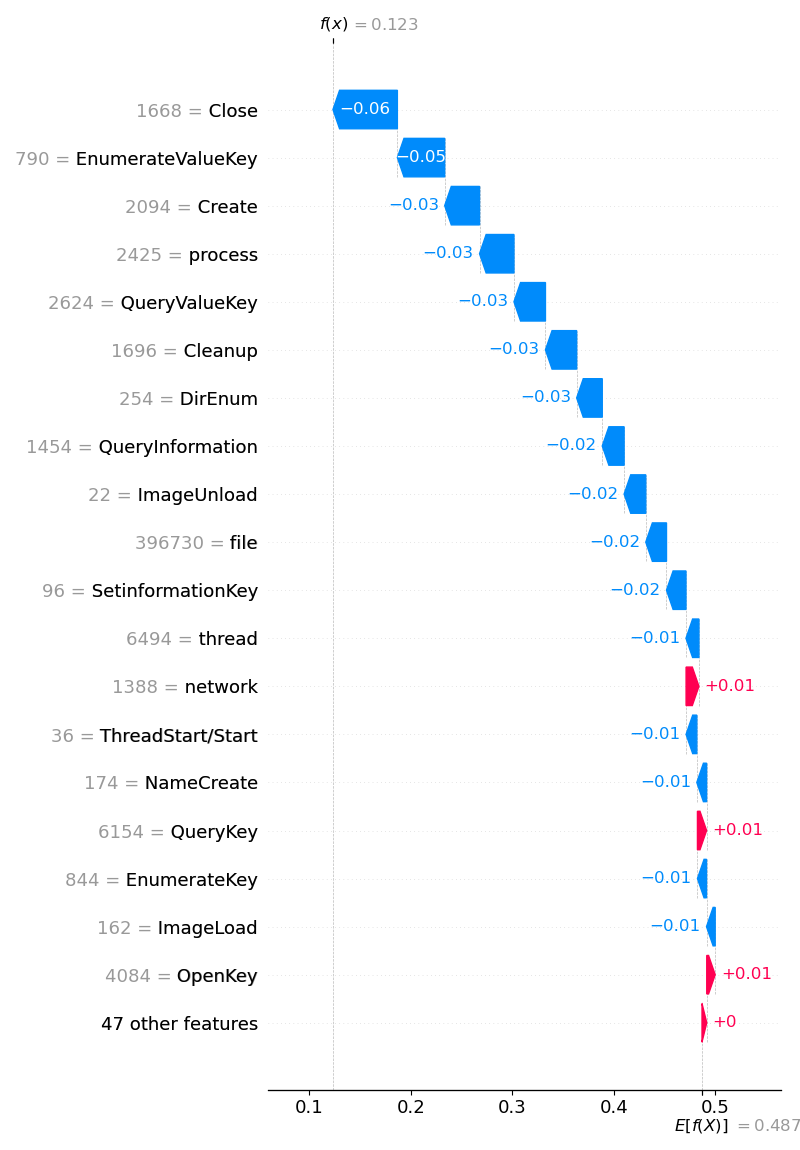 f(x) = 0.123
1668 = Close
−0.06
790 = EnumerateValueKey
−0.05
2094 = Create
−0.03
2425 = process
−0.03
2624 = QueryValueKey
−0.03
1696 = Cleanup
−0.03
254 = DirEnum
−0.03
1454 = QueryInformation
−0.02
22 = ImageUnload
−0.02
396730 = file
−0.02
96 = SetinformationKey
−0.02
6494 = thread
−0.01
1388 = network
+0.01
36 = ThreadStart/Start
−0.01
174 = NameCreate
−0.01
6154 = QueryKey
+0.01
844 = EnumerateKey
−0.01
162 = ImageLoad
−0.01
4084 = OpenKey
+0.01
47 other features
+0
0.1 0.2 0.3 0.4 0.5
E[f(X)] = 0.487